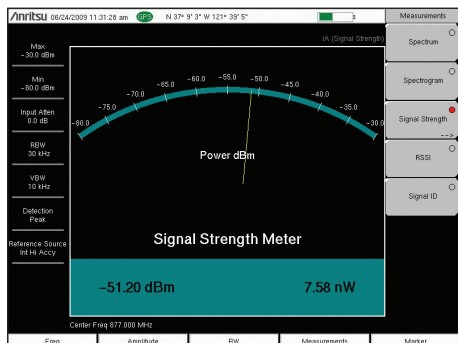 Anritsu 06/24/2009 11:31:28 am GPS N 37° 9' 3" W 121° 39' 5"
Measurements
IA (Signal Strength)
Max
-30.0 dBm
Min
-80.0 dBm
Input Atten
0.0 dB
RBW
30 kHz
VBW
10 kHz
Detection
Peak
Reference Source
Int Hi Accy
-80.0 -75.0 -70.0 -65.0 -60.0 -55.0 -50.0 -45.0 -40.0 -35.0 -30.0
Power dBm
Signal Strength Meter
-51.20 dBm 7.58 nW
Center Freq 877.000 MHz
Spectrum
Spectrogram
Signal Strength
-->
RSSI
Signal ID
Freq Amplitude BW Measurements Marker